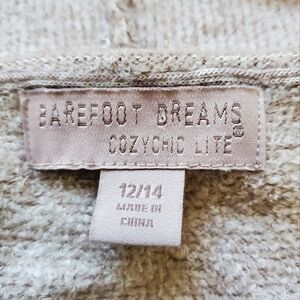 BAREFOOT DREAMS
COZYCHIC LITE®
12/14
MADE IN
CHINA